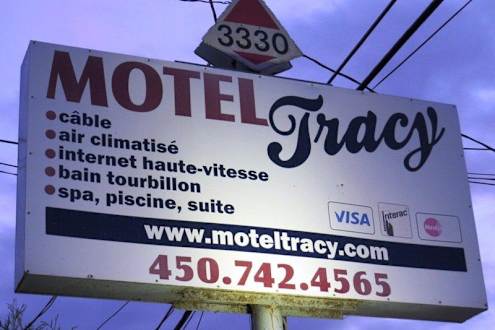 3330
MOTEL Tracy
•câble
•air climatisé
•internet haute-vitesse
•bain tourbillon
•spa, piscine, suite
VISA Interac
www.moteltracy.com
450.742.4565